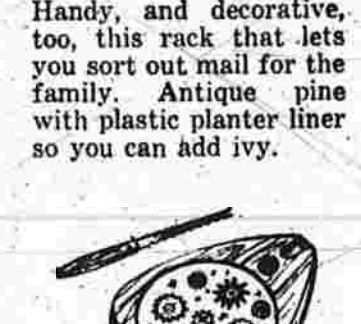 Handy, and decorative,
too, this rack that lets
you sort out mail for the
family. Antique pine
with plastic planter liner
so you can add ivy.